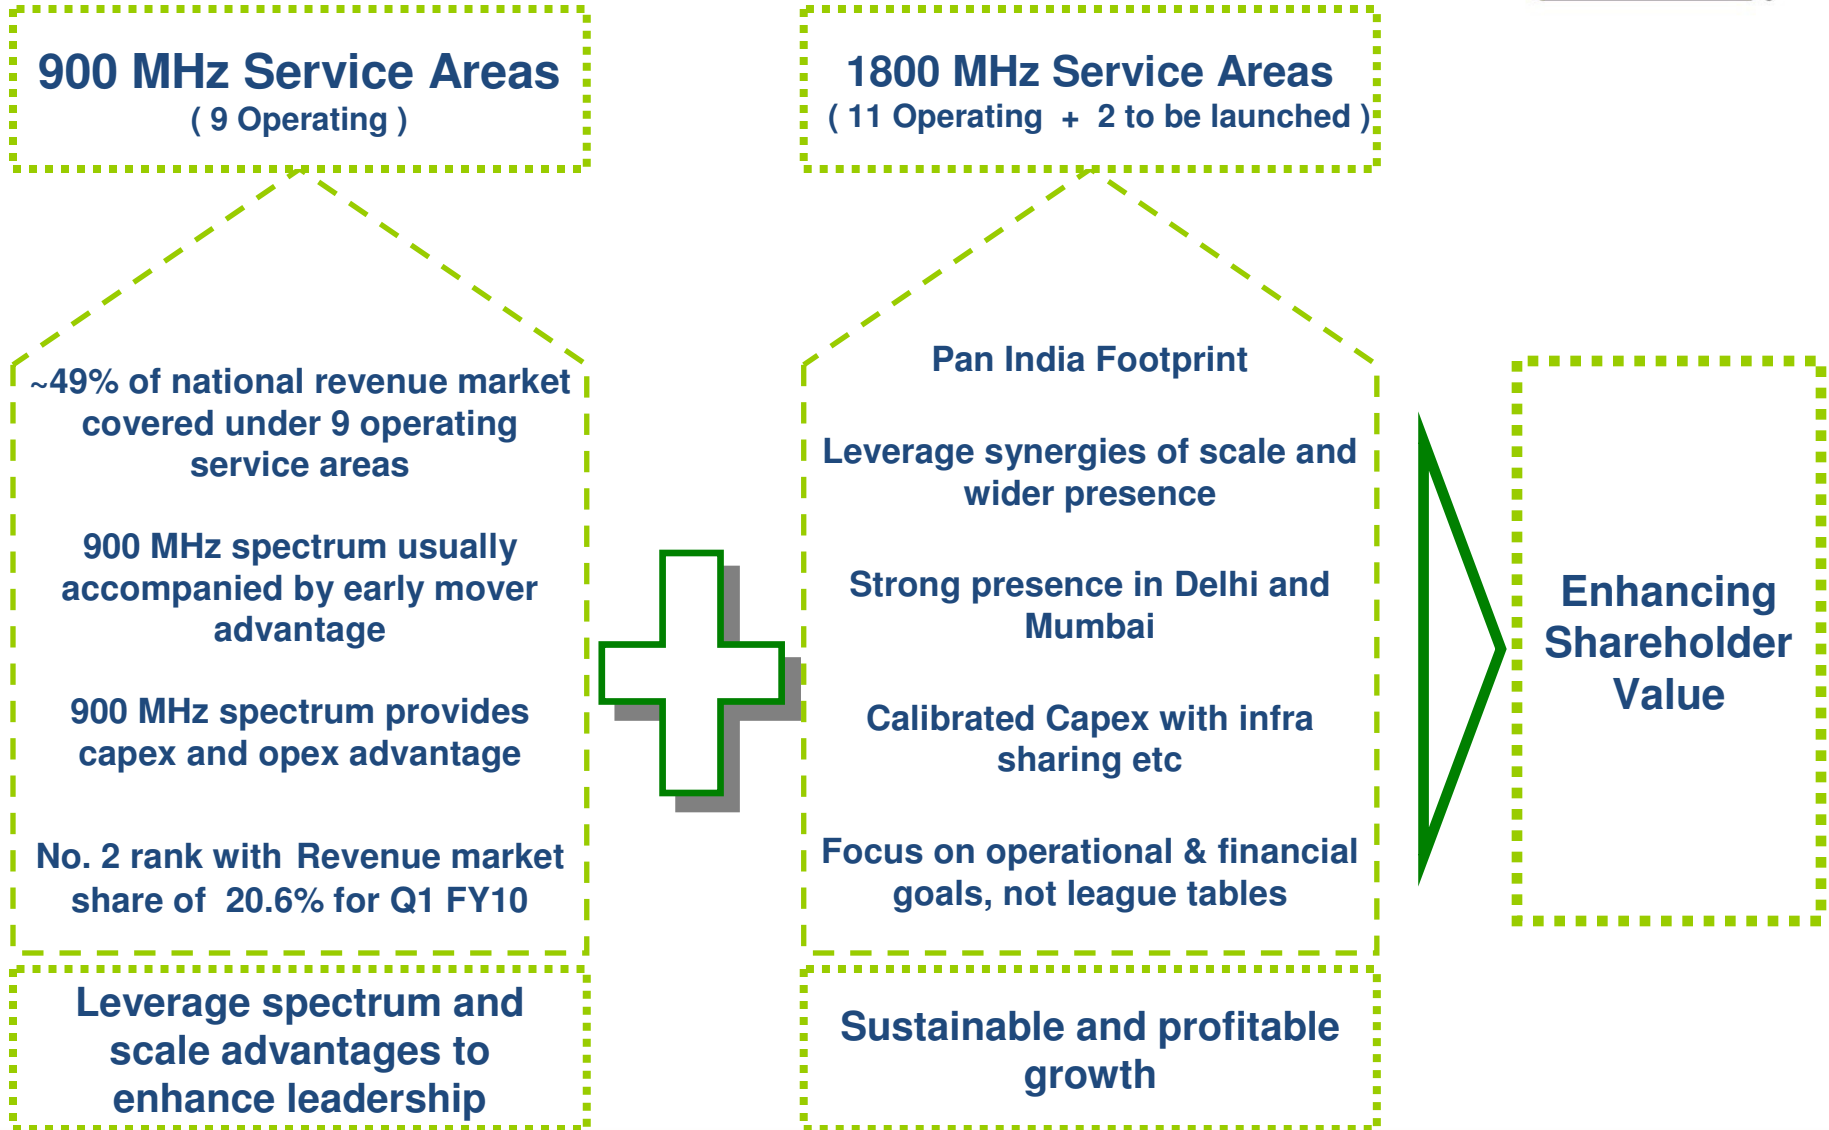 900 MHz Service Areas
( 9 Operating )
~49% of national revenue market
covered under 9 operating
service areas
900 MHz spectrum usually
accompanied by early mover
advantage
900 MHz spectrum provides
capex and opex advantage
No. 2 rank with Revenue market
share of 20.6% for Q1 FY10
Leverage spectrum and
scale advantages to
enhance leadership
1800 MHz Service Areas
( 11 Operating + 2 to be launched )
Pan India Footprint
Leverage synergies of scale and
wider presence
Strong presence in Delhi and
Mumbai
Calibrated Capex with infra
sharing etc
Focus on operational & financial
goals, not league tables
Sustainable and profitable
growth
Enhancing
Shareholder
Value